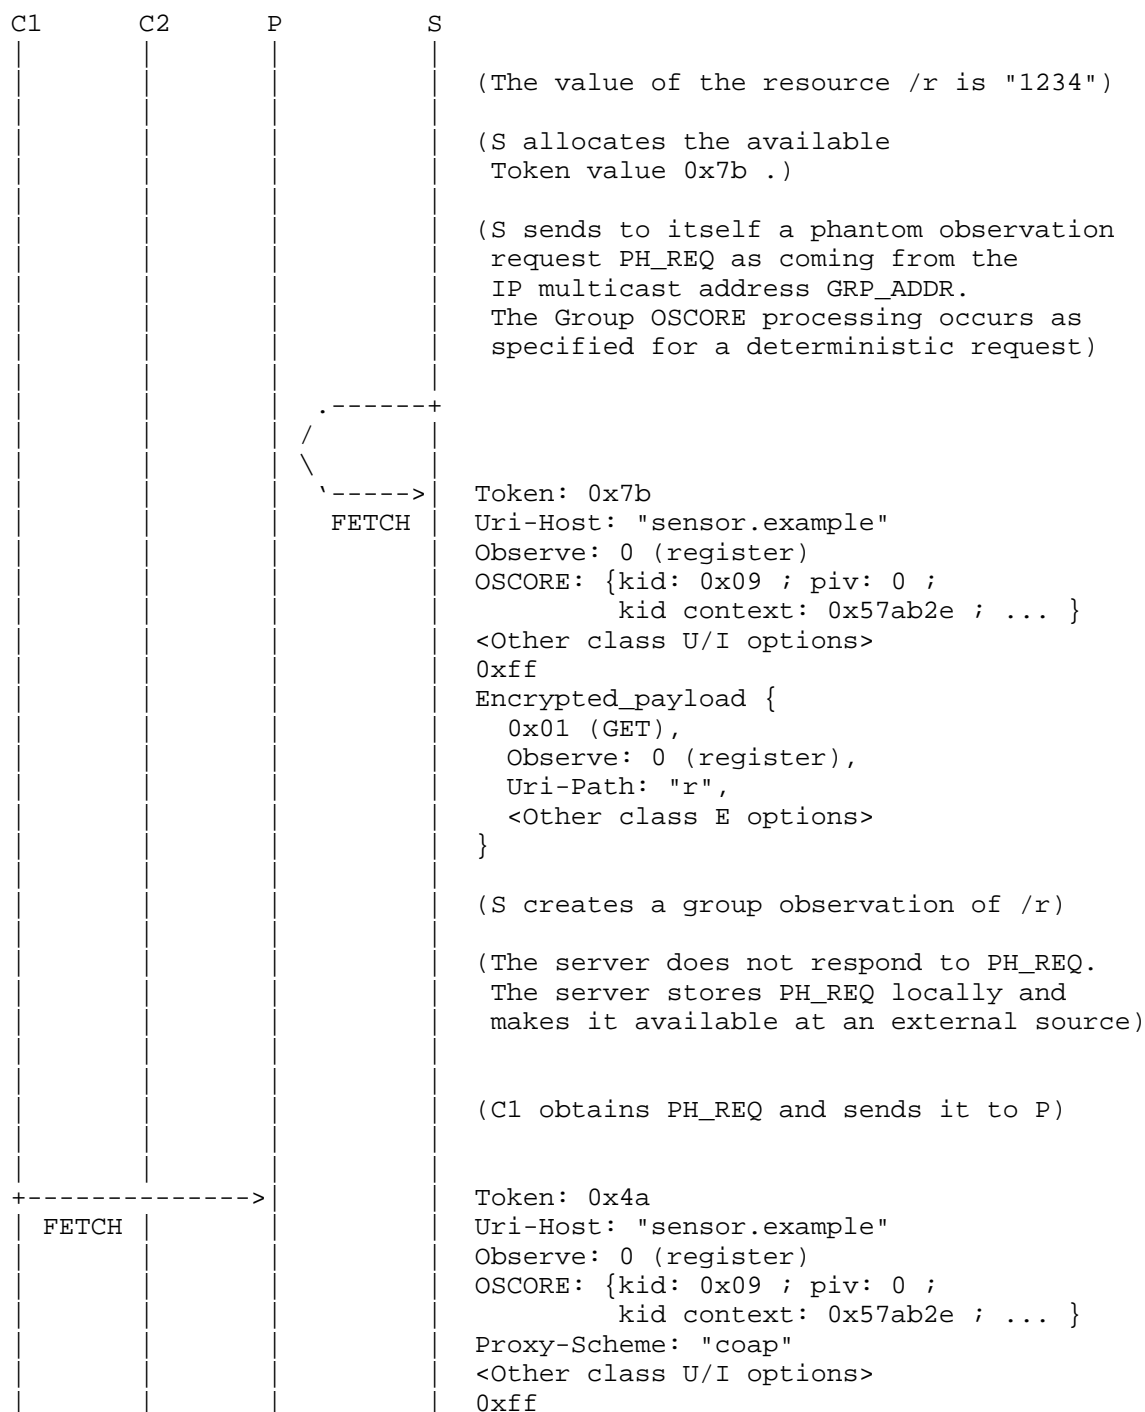 C1        C2        P           S
(The value of the resource /r is "1234")
(S allocates the available
Token value 0x7b .)
(S sends to itself a phantom observation
request PH_REQ as coming from the
IP multicast address GRP_ADDR.
The Group OSCORE processing occurs as
specified for a deterministic request)
Token: 0x7b
FETCH   Uri-Host: "sensor.example"
Observe: 0 (register)
OSCORE: {kid: 0x09 ; piv: 0 ;
kid context: 0x57ab2e ; ... }
<Other class U/I options>
0xff
Encrypted_payload {
0x01 (GET),
Observe: 0 (register),
Uri-Path: "r",
<Other class E options>
}
(S creates a group observation of /r)
(The server does not respond to PH_REQ.
The server stores PH_REQ locally and
makes it available at an external source)
(C1 obtains PH_REQ and sends it to P)
Token: 0x4a
FETCH   Uri-Host: "sensor.example"
Observe: 0 (register)
OSCORE: {kid: 0x09 ; piv: 0 ;
kid context: 0x57ab2e ; ... }
Proxy-Scheme: "coap"
<Other class U/I options>
0xff